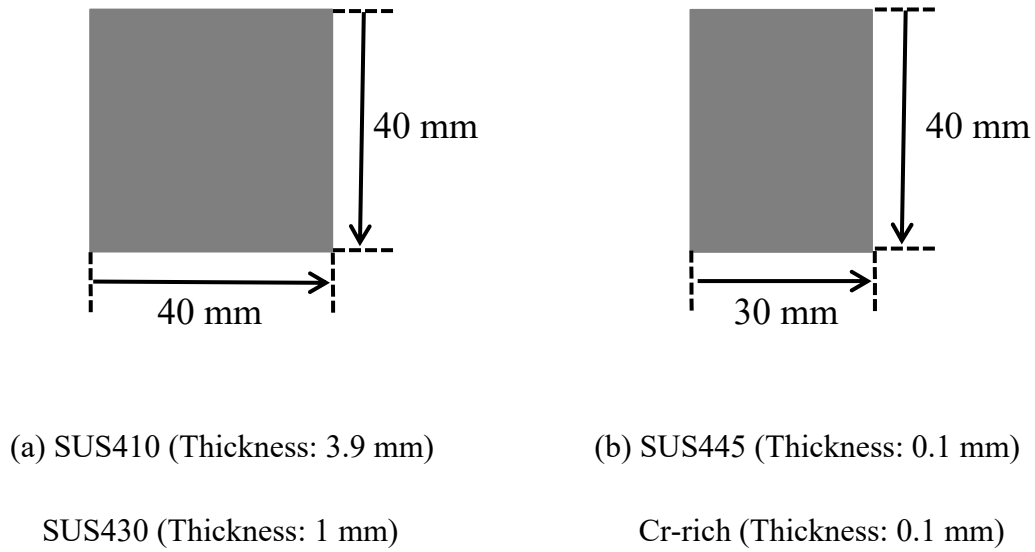 40 mm
40 mm
40 mm
30 mm
(a) SUS410 (Thickness: 3.9 mm)
SUS430 (Thickness: 1 mm)
(b) SUS445 (Thickness: 0.1 mm)
Cr-rich (Thickness: 0.1 mm)